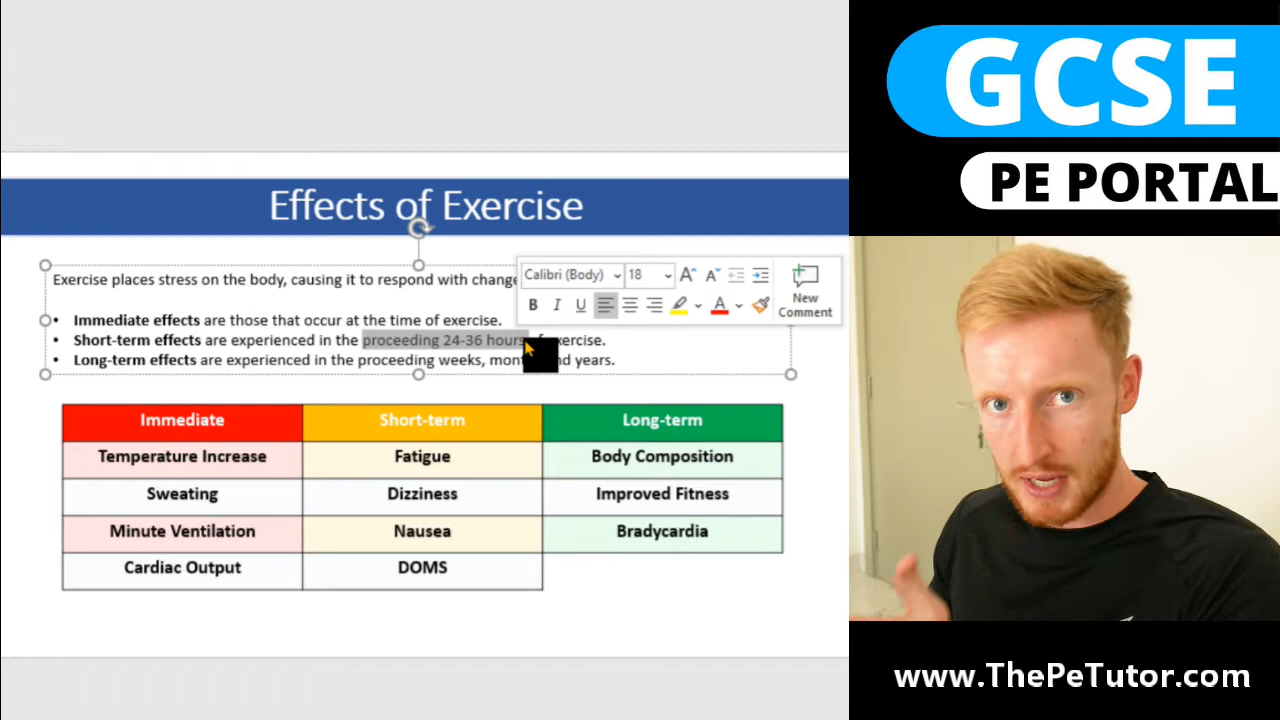 GCSE
PE PORTAL
Effects of Exercise
Exercise places stress on the body, causing it to respond with
Calibri (Body) 18
B I U
New
Comment
• Immediate effects are those that occur at the time of exercise.
• Short-term effects are experienced in the proceeding 24-36 hours
• Long-term effects are experienced in the proceeding weeks, years.
Immediate Short-term Long-term
Temperature Increase Fatigue Body Composition
Sweating Dizziness Improved Fitness
Minute Ventilation Nausea Bradycardia
Cardiac Output DOMS
www.ThePeTutor.com